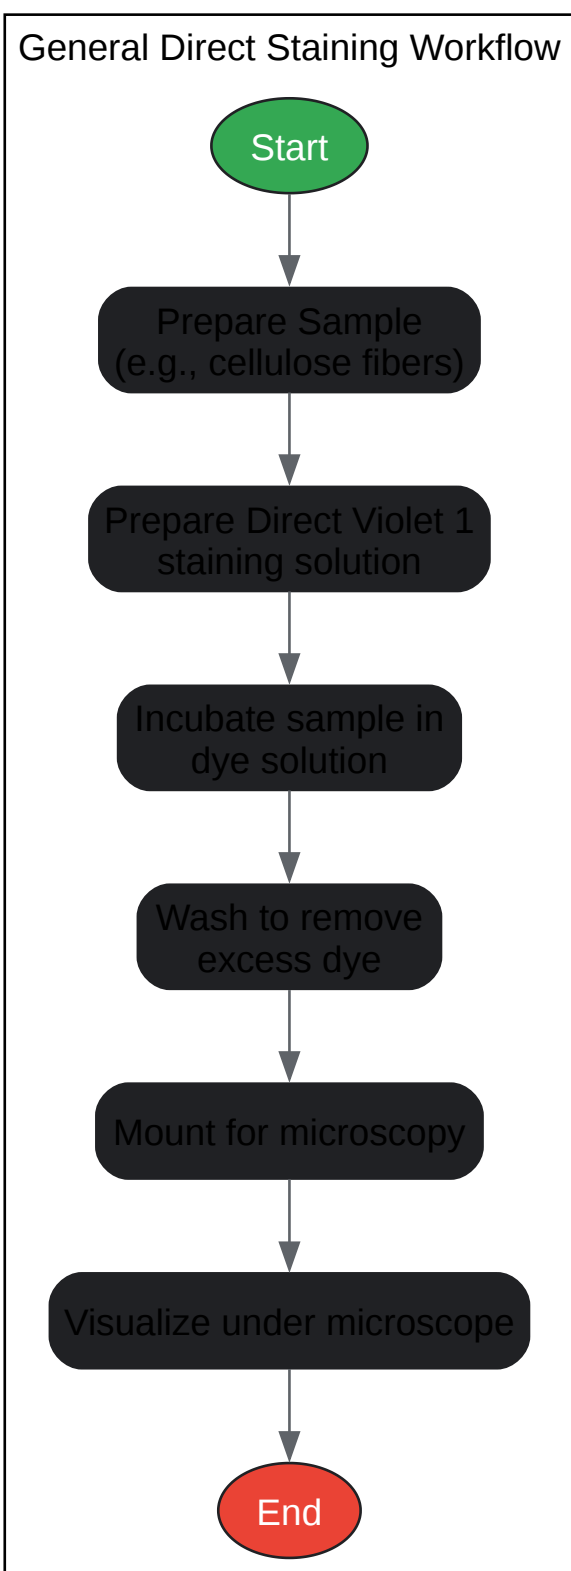 General Direct Staining Workflow
Start
Prepare Sample
(e.g., cellulose fibers)
Prepare Direct Violet 1
staining solution
Incubate sample in
dye solution
Wash to remove
excess dye
Mount for microscopy
Visualize under microscope
End